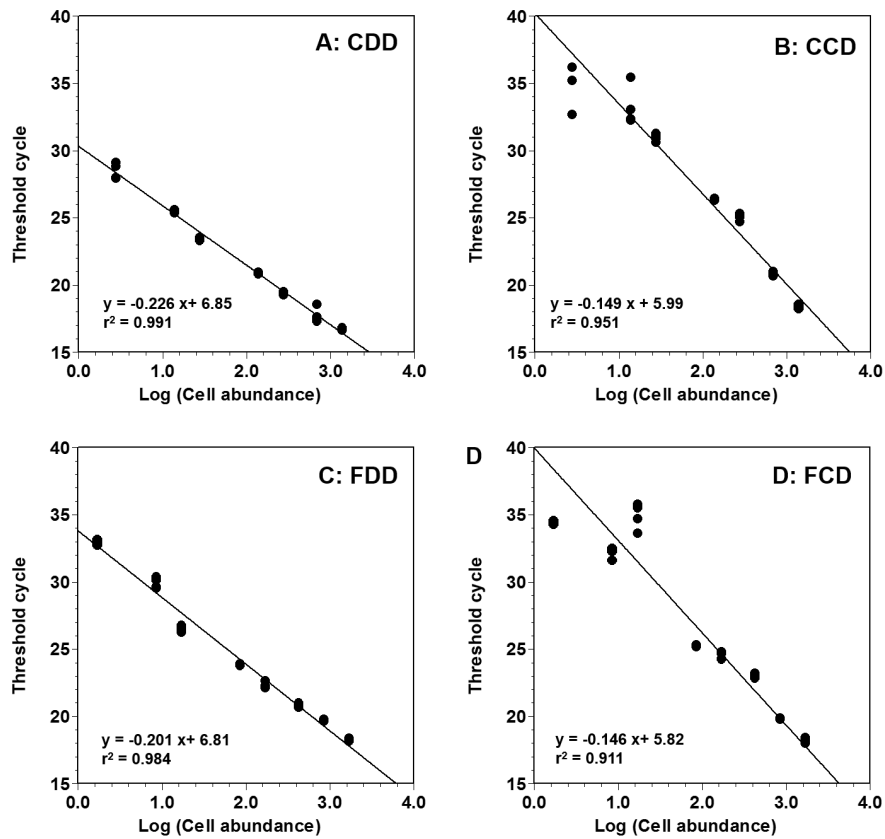 A: CDD
40
35
30
25
20
15
Threshold cycle
y = -0.226 x+ 6.85
r² = 0.991
0.0 1.0 2.0 3.0 4.0
Log (Cell abundance)
B: CCD
40
35
30
25
20
15
Threshold cycle
y = -0.149 x + 5.99
r² = 0.951
0.0 1.0 2.0 3.0 4.0
Log (Cell abundance)
C: FDD
40
35
30
25
20
15
Threshold cycle
y = -0.201 x+ 6.81
r² = 0.984
0.0 1.0 2.0 3.0 4.0
Log (Cell abundance)
D
D: FCD
40
35
30
25
20
15
Threshold cycle
y = -0.146 x+ 5.82
r² = 0.911
0.0 1.0 2.0 3.0 4.0
Log (Cell abundance)